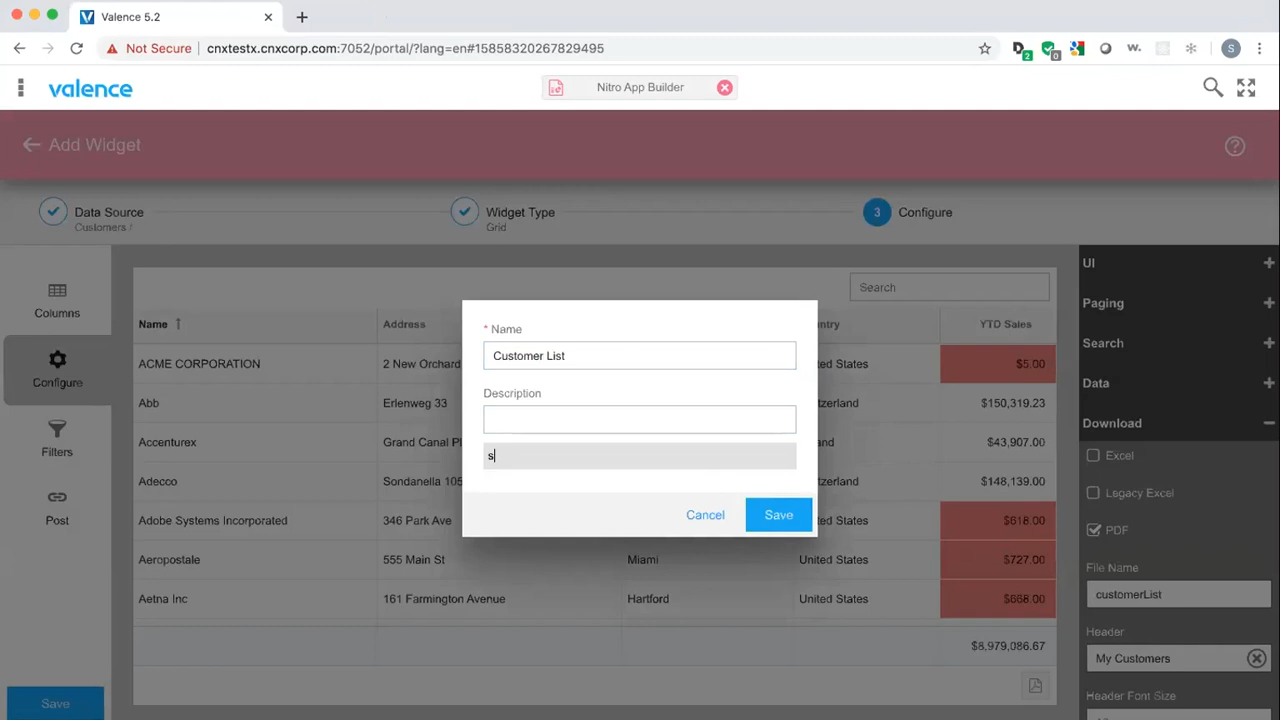 Valence 5.2
Not Secure
cnxtestx.cnxcorp.com:7052/portal/?lang=en#15858320267829495
2
0
w.
S
valence
Nitro App Builder
Add Widget
Data Source
Customers /
Widget Type
Grid
3
Configure
Columns
Configure
Filters
Post
Save
Search
Name
Address
ntry
YTD Sales
ACME CORPORATION
2 New Orchard
ted States
$5.00
Abb
Erlenweg 33
tzerland
$150,319.23
Accenturex
Grand Canal Pl
and
$43,907.00
Adecco
Sondanella 105
tzerland
$148,139.00
Adobe Systems Incorporated
346 Park Ave
ted States
$618.00
Aeropostale
555 Main St
Miami
United States
$727.00
Aetna Inc
161 Farmington Avenue
Hartford
United States
$668.00
$8,979,086.67
* Name
Customer List
Description
s
Cancel
Save
UI
Paging
Search
Data
Download
Excel
Legacy Excel
PDF
File Name
customerList
Header
My Customers
Header Font Size